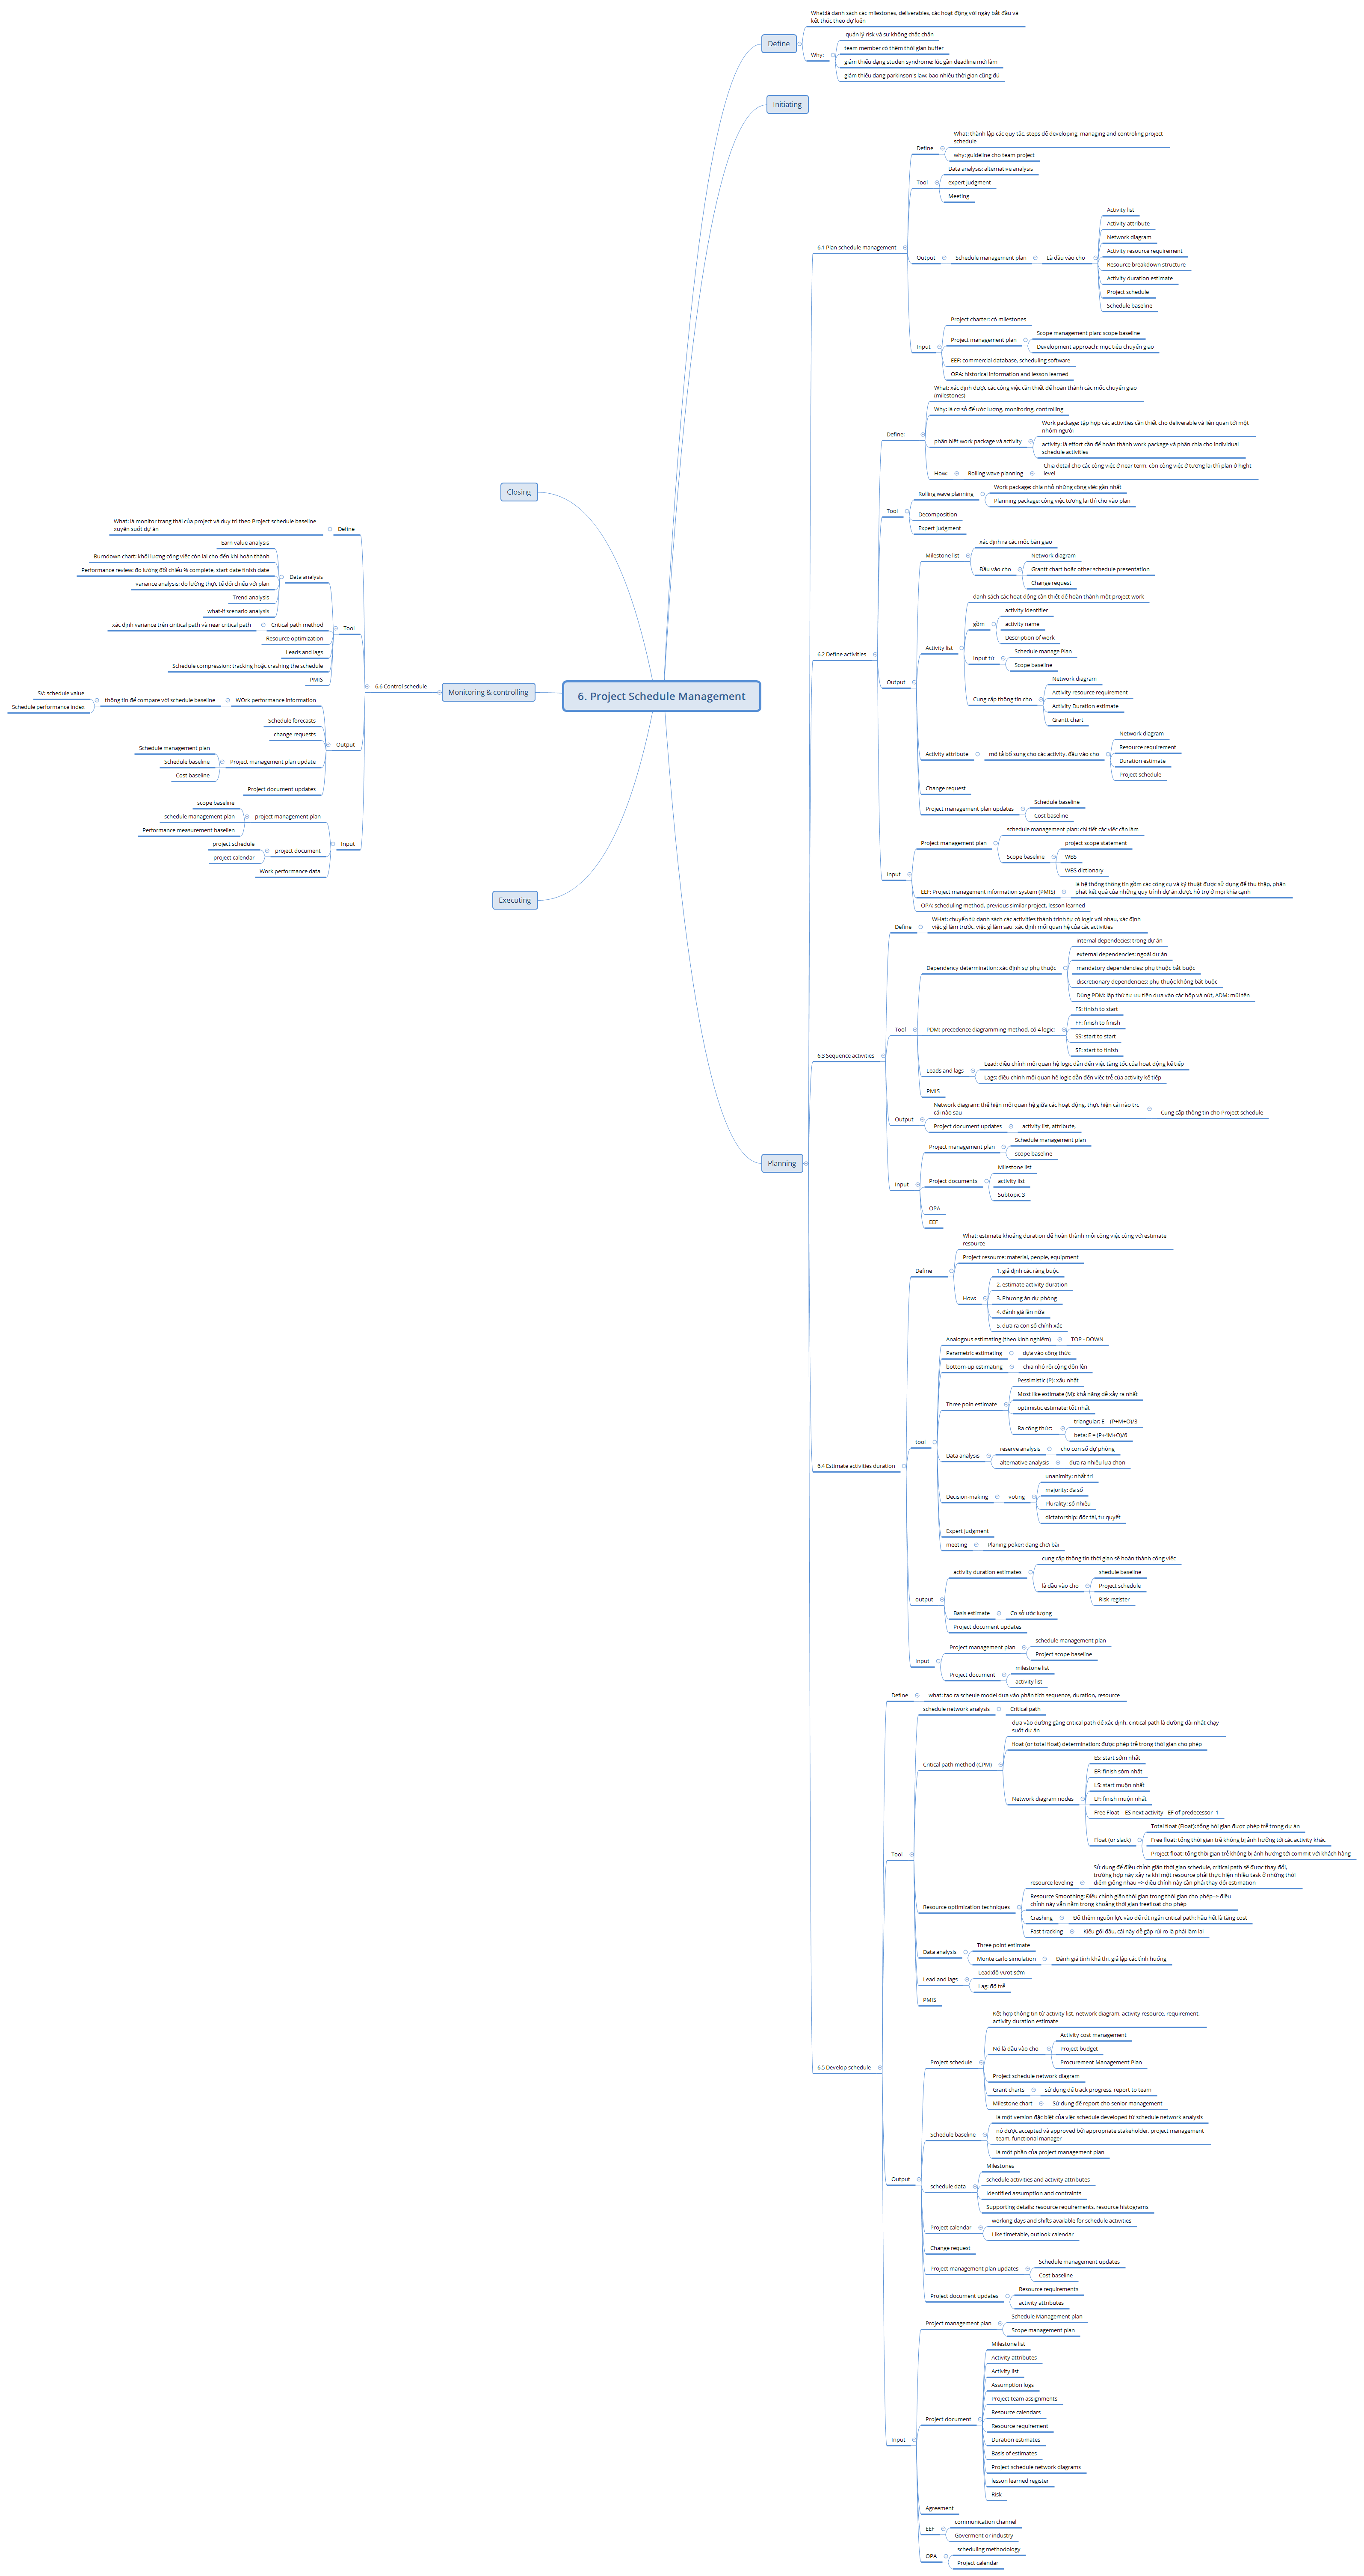 6. Project Schedule Management
Define
What:là danh sách các milestones, deliverables, các hoạt động với ngày bắt đầu và
kết thúc theo dự kiến
Why:
quản lý risk và sự không chắc chắn
team member có thêm thời gian buffer
giảm thiểu dạng studen syndrome: lúc gần deadline mới làm
giảm thiểu dạng parkinson's law: bao nhiêu thời gian cũng đủ
Initiating
Planning
6.1 Plan schedule management
Define
What: thành lập các quy tắc, steps để developing, managing and controling project
schedule
why: guideline cho team project
Tool
Data analysis: alternative analysis
expert judgment
Meeting
Output
Schedule management plan
Là đầu vào cho
Activity list
Activity attribute
Network diagram
Activity resource requirement
Resource breakdown structure
Activity duration estimate
Project schedule
Schedule baseline
Input
Project charter: có milestones
Project management plan
Scope management plan: scope baseline
Development approach: mục tiêu chuyển giao
EEF: commercial database, scheduling software
OPA: historical information and lesson learned
6.2 Define activities
Define:
What: xác định được các công việc cần thiết để hoàn thành các mốc chuyển giao
(milestones)
Why: là cơ sở để ước lượng, monitoring, controlling
phân biệt work package và activity
Work package: tập hợp các activities cần thiết cho deliverable và liên quan tới một
nhóm người
activity: là effort cần để hoàn thành work package và phân chia cho individual
schedule activities
How:
Rolling wave planning
Chia detail cho các công việc ở near term, còn công việc ở tương lai thì plan ở hight
level
Tool
Rolling wave planning
Work package: chia nhỏ những công việc gần nhất
Planning package: công việc tương lai thì cho vào plan
Decomposition
Expert judgment
Output
Milestone list
xác định ra các mốc bàn giao
Đầu vào cho
Network diagram
Grantt chart hoặc other schedule presentation
Change request
Activity list
danh sách các hoạt động cần thiết để hoàn thành một project work
gồm
activity identifier
activity name
Description of work
Input từ
Schedule manage Plan
Scope baseline
Cung cấp thông tin cho
Network diagram
Activity resource requirement
Activity Duration estimate
Grantt chart
Activity attribute
mô tả bổ sung cho các activity, đầu vào cho
Network diagram
Resource requirement
Duration estimate
Project schedule
Change request
Project management plan updates
Schedule baseline
Cost baseline
Input
Project management plan
schedule management plan: chi tiết các việc cần làm
Scope baseline
project scope statement
WBS
WBS dictionary
EEF: Project management information system (PMIS)
là hệ thống thông tin gồm các công cụ và kỹ thuật được sử dụng để thu thập, phân
phát kết quả của những quy trình dự án,được hỗ trợ ở mọi khía cạnh
OPA: scheduling method, previous similar project, lesson learned
6.3 Sequence activities
Define
WHat: chuyển từ danh sách các activities thành trình tự có logic với nhau, xác định
việc gì làm trước, việc gì làm sau, xác định mối quan hệ của các activities
Tool
Dependency determination: xác định sự phụ thuộc
internal dependecies: trong dự án
external dependencies: ngoài dự án
mandatory dependencies: phụ thuộc bắt buộc
discretionary dependencies: phụ thuộc không bắt buộc
Dùng PDM: lập thứ tự ưu tiên dựa vào các hộp và nút, ADM: mũi tên
PDM: precedence diagramming method, có 4 logic:
FS: finish to start
FF: finish to finish
SS: start to start
SF: start to finish
Leads and lags
Lead: điều chỉnh mối quan hệ logic dẫn đến việc tăng tốc của hoạt động kế tiếp
Lags: điều chỉnh mối quan hệ logic dẫn đến việc trễ của activity kế tiếp
PMIS
Output
Network diagram: thể hiện mối quan hệ giữa các hoạt động, thực hiện cái nào trc
cái nào sau
Cung cấp thông tin cho Project schedule
Project document updates
activity list, attribute,
Input
Project management plan
Schedule management plan
scope baseline
Project documents
Milestone list
activity list
Subtopic 3
OPA
EEF
6.4 Estimate activities duration
Define
What: estimate khoảng duration để hoàn thành mỗi công việc cùng với estimate
resource
Project resource: material, people, equipment
How:
1. giả định các ràng buộc
2. estimate activity duration
3. Phương án dự phòng
4. đánh giá lần nữa
5. đưa ra con số chính xác
tool
Analogous estimating (theo kinh nghiệm)
TOP - DOWN
Parametric estimating
dựa vào công thức
bottom-up estimating
chia nhỏ rồi cộng dồn lên
Three poin estimate
Pessimistic (P): xấu nhất
Most like estimate (M): khả năng dễ xảy ra nhất
optimistic estimate: tốt nhất
Ra công thức:
triangular: E = (P+M+O)/3
beta: E = (P+4M+O)/6
Data analysis
reserve analysis
cho con số dự phòng
alternative analysis
đưa ra nhiều lựa chọn
Decision-making
voting
unanimity: nhất trí
majority: đa số
Plurality: số nhiều
dictatorship: độc tài, tự quyết
Expert judgment
meeting
Planing poker: dạng chơi bài
output
activity duration estimates
cung cấp thông tin thời gian sẽ hoàn thành công việc
là đầu vào cho
shedule baseline
Project schedule
Risk register
Basis estimate
Cơ sở ước lượng
Project document updates
Input
Project management plan
schedule management plan
Project scope baseline
Project document
milestone list
activity list
6.5 Develop schedule
Define
what: tạo ra scheule model dựa vào phân tích sequence, duration, resource
Tool
schedule network analysis
Critical path
Critical path method (CPM)
dựa vào đường găng critical path để xác định, ciritical path là đường dài nhất chạy
suốt dự án
float (or total float) determination: được phép trễ trong thời gian cho phép
Network diagram nodes
ES: start sớm nhất
EF: finish sớm nhất
LS: start muộn nhất
LF: finish muộn nhất
Free Float = ES next activity - EF of predecessor -1
Float (or slack)
Total float (Float): tổng hời gian được phép trễ trong dự án
Free float: tổng thời gian trễ không bị ảnh hưởng tới các activity khác
Project float: tổng thời gian trễ không bị ảnh hưởng tới commit với khách hàng
Resource optimization techniques
resource leveling
Sử dụng để điều chỉnh giãn thời gian schedule, critical path sẽ được thay đổi,
trường hợp này xảy ra khi một resource phải thực hiện nhiều task ở những thời
điểm giống nhau => điều chỉnh này cần phải thay đổi estimation
Resource Smoothing: Điều chỉnh giãn thời gian trong thời gian cho phép=> điều
chỉnh này vẫn nằm trong khoảng thời gian freefloat cho phép
Crashing
Đổ thêm nguồn lực vào để rút ngắn critical path: hầu hết là tăng cost
Fast tracking
Kiểu gối đầu, cái này dễ gặp rủi ro là phải làm lại
Data analysis
Three point estimate
Monte carlo simulation
Đánh giá tính khả thi, giả lập các tình huống
Lead and lags
Lead:độ vượt sớm
Lag: độ trễ
PMIS
Output
Project schedule
Kết hợp thông tin từ activity list, network diagram, activity resource, requirement,
activity duration estimate
Nó là đầu vào cho
Activity cost management
Project budget
Procurement Management Plan
Project schedule network diagram
Grant charts
sử dụng để track progress, report to team
Milestone chart
Sử dụng để report cho senior management
Schedule baseline
là một version đặc biệt của việc schedule developed từ schedule network analysis
nó được accepted và approved bởi appropriate stakeholder, project management
team, functional manager
là một phần của project management plan
schedule data
Milestones
schedule activities and activity attributes
Identified assumption and contraints
Supporting details: resource requirements, resource histograms
Project calendar
working days and shifts available for schedule activities
Like timetable, outlook calendar
Change request
Project management plan updates
Schedule management updates
Cost baseline
Project document updates
Resource requirements
activity attributes
Input
Project management plan
Schedule Management plan
Scope management plan
Project document
Milestone list
Activity attributes
Activity list
Assumption logs
Project team assignments
Resource calendars
Resource requirement
Duration estimates
Basis of estimates
Project schedule network diagrams
lesson learned register
Risk
Agreement
EEF
communication channel
Goverment or industry
OPA
scheduling methodology
Project calendar
Executing
Monitoring & controlling
6.6 Control schedule
Define
What: là monitor trạng thái của project và duy trì theo Project schedule baseline
xuyên suốt dự án
Tool
Data analysis
Earn value analysis
Burndown chart: khối lượng công việc còn lại cho đến khi hoàn thành
Performance review: đo lường đối chiếu % complete, start date finish date
variance analysis: đo lường thực tế đối chiếu với plan
Trend analysis
what-if scenario analysis
Critical path method
xác định variance trên ciritical path và near critical path
Resource optimization
Leads and lags
Schedule compression: tracking hoặc crashing the schedule
PMIS
Output
WOrk performance information
thông tin để compare với schedule baseline
SV: schedule value
Schedule performance index
Schedule forecasts
change requests
Project management plan update
Schedule management plan
Schedule baseline
Cost baseline
Project document updates
Input
project management plan
scope baseline
schedule management plan
Performance measurement baselien
project document
project schedule
project calendar
Work performance data
Closing